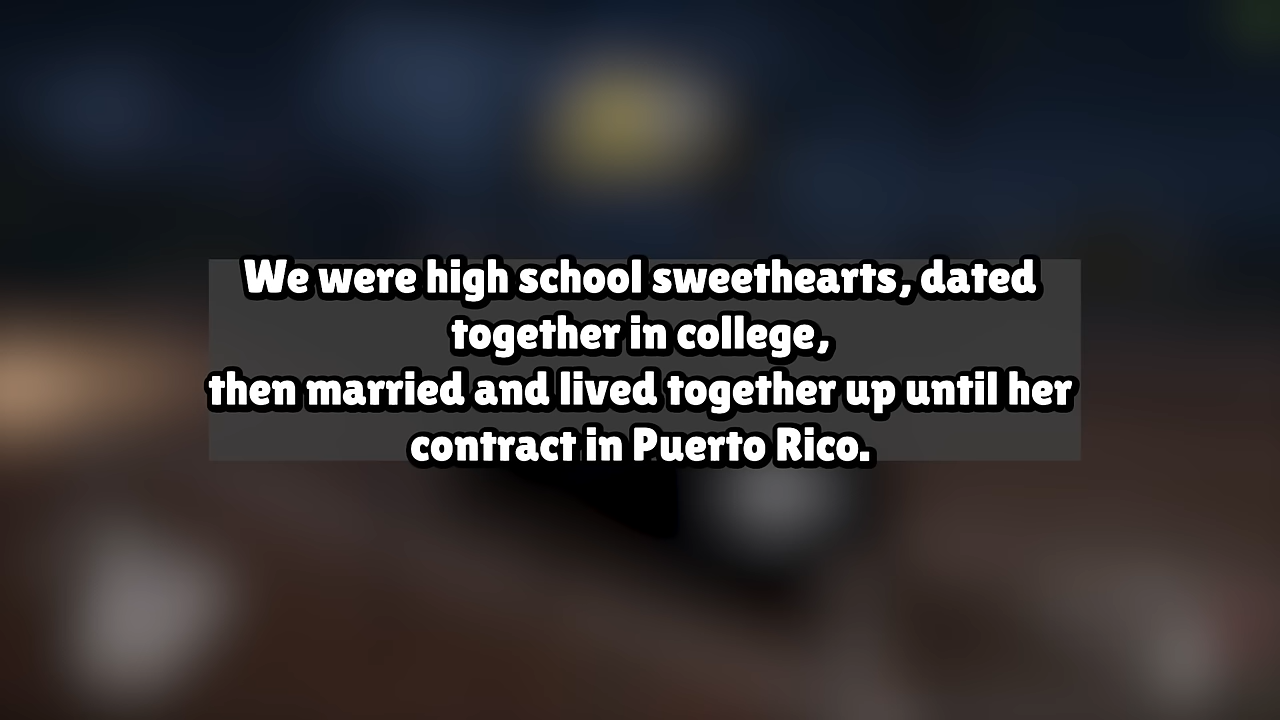 We were high school sweethearts, dated
together in college,
then married and lived together up until her
contract in Puerto Rico.